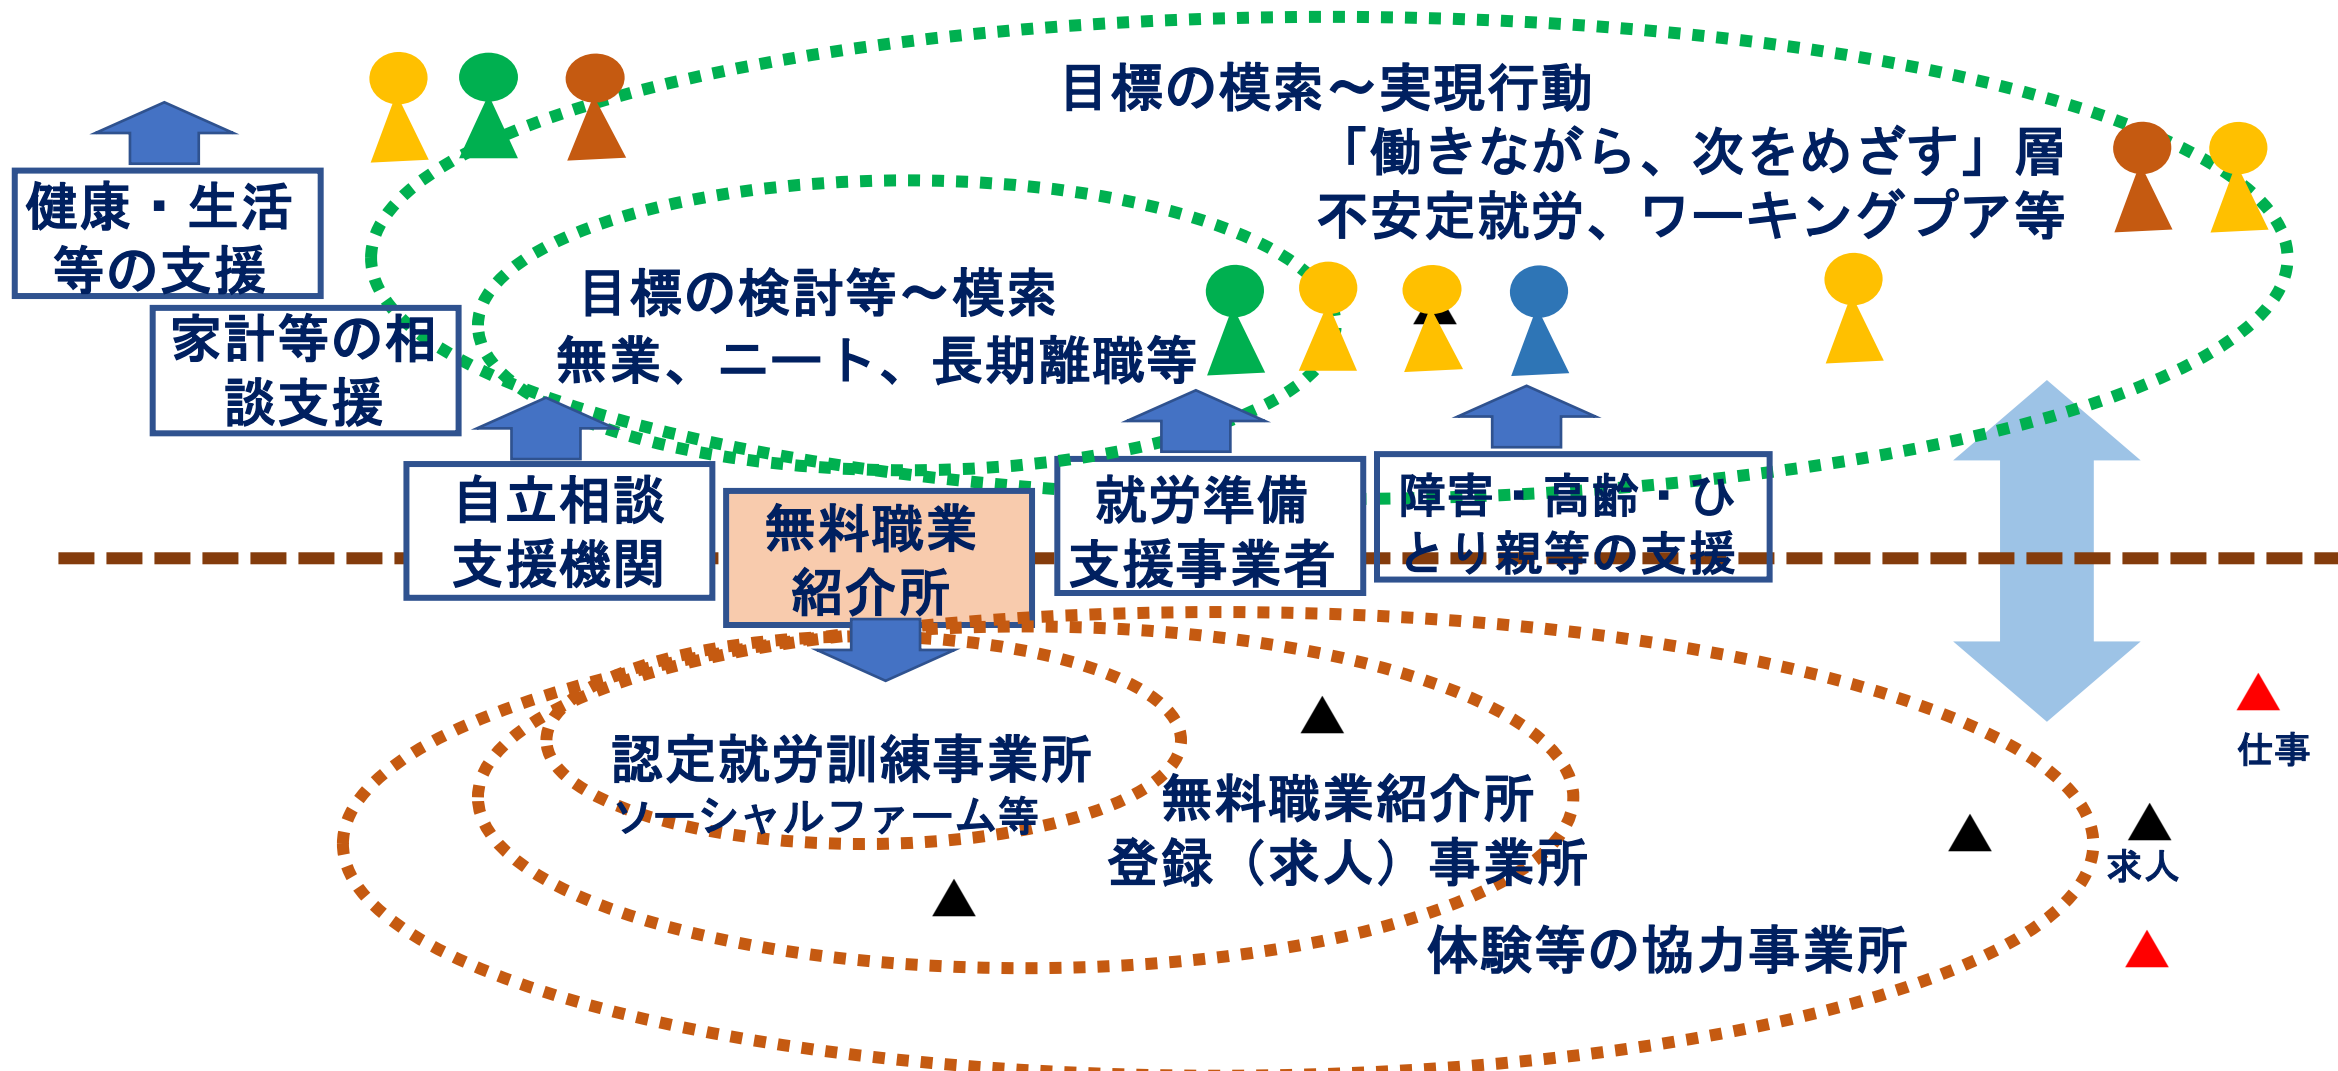 目標の模索～実現行動
「働きながら、次をめざす」層
不安定就労、ワーキングプア等
健康・生活
等の支援
目標の検討等～模索
無業、ニート、長期離職等
家計等の相
談支援
自立相談
支援機関
無料職業
紹介所
就労準備
支援事業者
障害・高齢・ひ
とり親等の支援
認定就労訓練事業所
ソーシャルファーム等
無料職業紹介所
登録（求人）事業所
体験等の協力事業所
仕事
求人